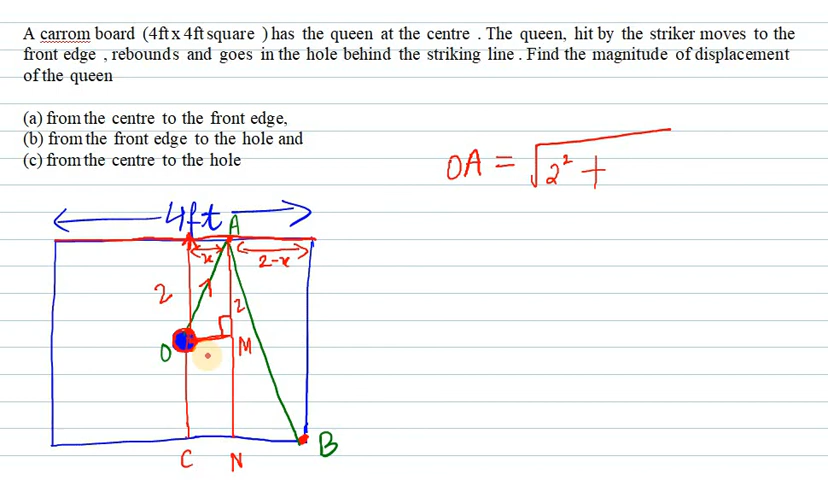 A carrom board (4ft x 4ft square ) has the queen at the centre . The queen, hit by the striker moves to the
front edge , rebounds and goes in the hole behind the striking line . Find the magnitude of displacement
of the queen
(a) from the centre to the front edge,
(b) from the front edge to the hole and
(c) from the centre to the hole
OA = √2² +
4ft
A
x
2-x
2
2
O
M
B
C
N